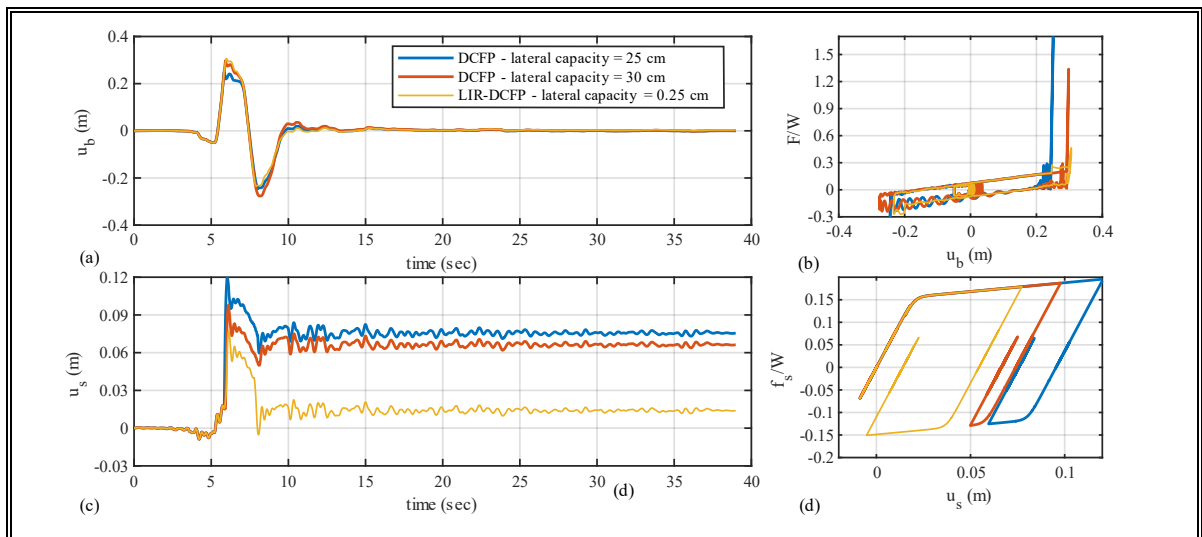 0.4
0.2
0
-0.2
-0.4
u_b (m)
0 5 10 15 20 25 30 35 40
time (sec)
(a)
DCFP - lateral capacity = 25 cm
DCFP - lateral capacity = 30 cm
LIR-DCFP - lateral capacity = 0.25 cm
1.5
1.2
0.9
0.6
0.3
0
-0.3
F/W
-0.4 -0.2 0 0.2 0.4
u_b (m)
(b)
0.12
0.09
0.06
0.03
0
-0.03
u_s (m)
0 5 10 15 20 25 30 35 40
time (sec)
(c)
(d)
0.15
0.1
0.05
0
-0.05
-0.1
-0.15
-0.2
f_s/W
0 0.05 0.1
u_s (m)
(d)